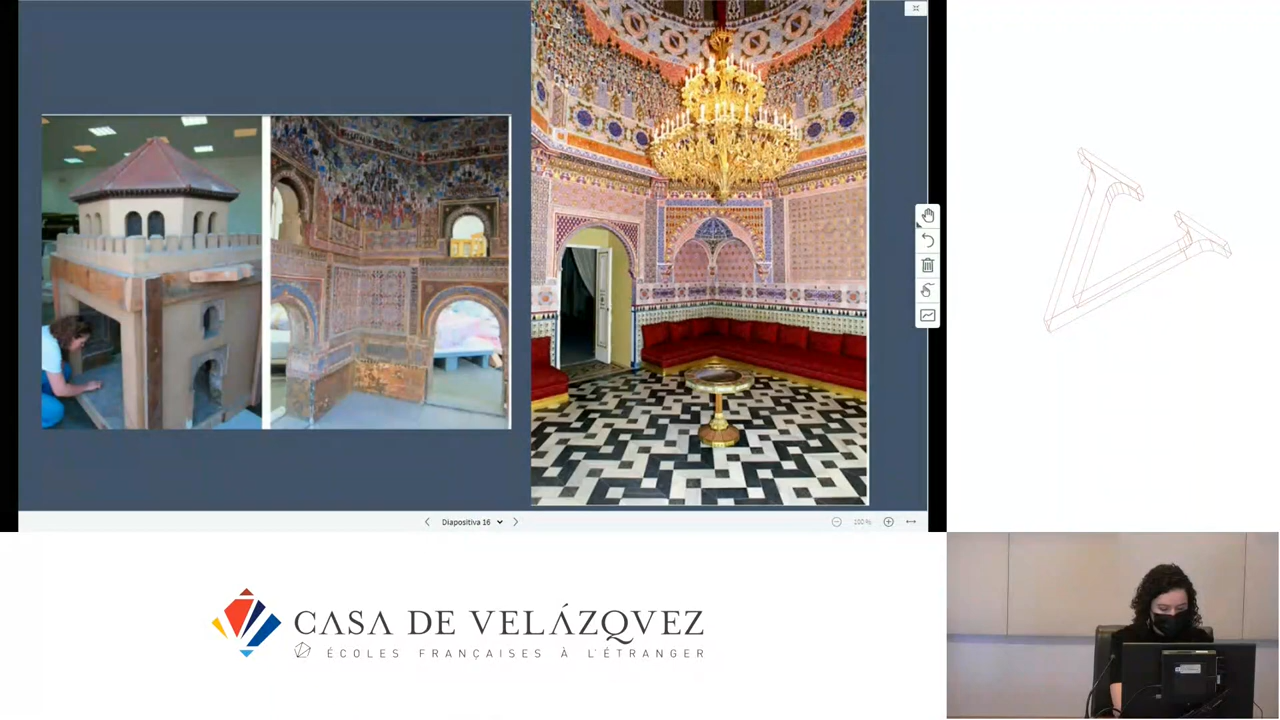 Diapositiva 16
100 %
CASA DE VELÁZQVEZ
ÉCOLES FRANÇAISES À L'ÉTRANGER